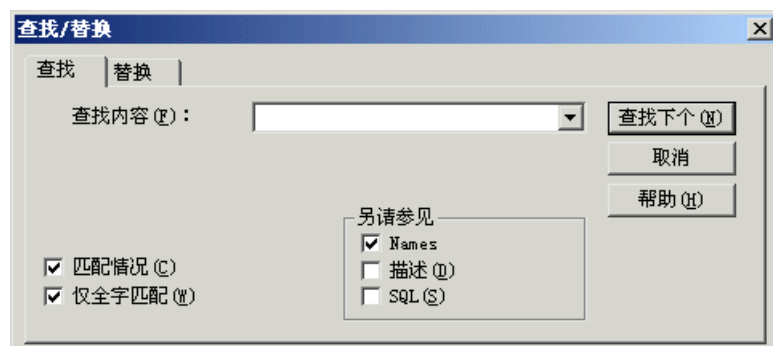 查找/替换
查找 替换
查找内容(F)：
查找下个(N)
取消
帮助(H)
另请参见
Names
描述(D)
SQL(S)
匹配情况(C)
仅全字匹配(W)